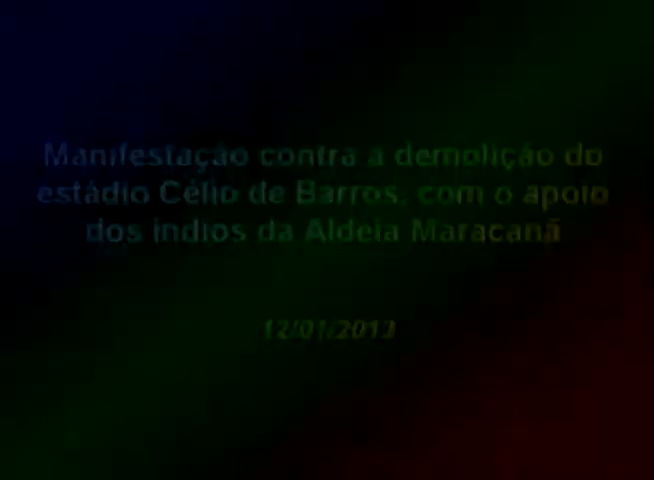 Manifestação contra a demolição do
estádio Célio de Barros, com o apoio
dos índios da Aldeia Maracanã
12/01/2013